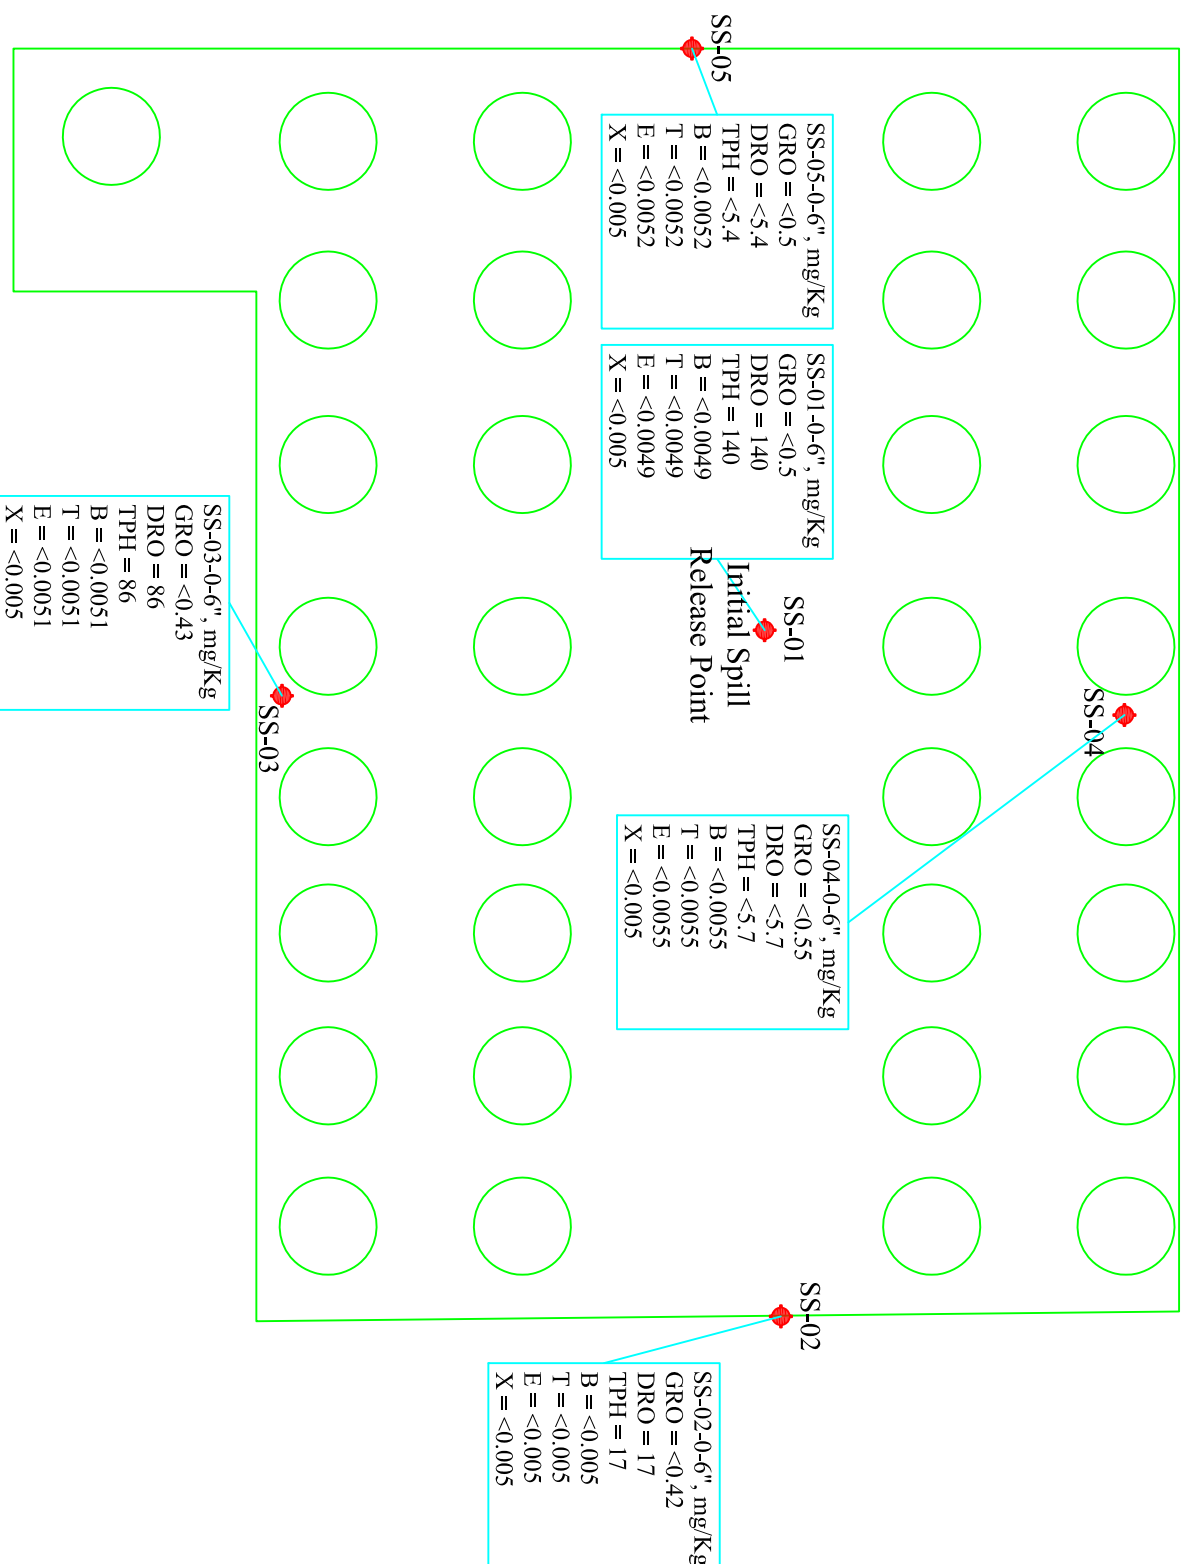 SS-05
SS-05-0-6", mg/Kg
GRO = <0.5
DRO = <5.4
TPH = <5.4
B = <0.0052
T = <0.0052
E = <0.0052
X = <0.005
SS-01-0-6", mg/Kg
GRO = <0.5
DRO = 140
TPH = 140
B = <0.0049
T = <0.0049
E = <0.0049
X = <0.005
SS-01
Initial Spill
Release Point
SS-04
SS-04-0-6", mg/Kg
GRO = <0.55
DRO = <5.7
TPH = <5.7
B = <0.0055
T = <0.0055
E = <0.0055
X = <0.005
SS-03
SS-03-0-6", mg/Kg
GRO = <0.43
DRO = 86
TPH = 86
B = <0.0051
T = <0.0051
E = <0.0051
X = <0.005
SS-02
SS-02-0-6", mg/Kg
GRO = <0.42
DRO = 17
TPH = 17
B = <0.005
T = <0.005
E = <0.005
X = <0.005